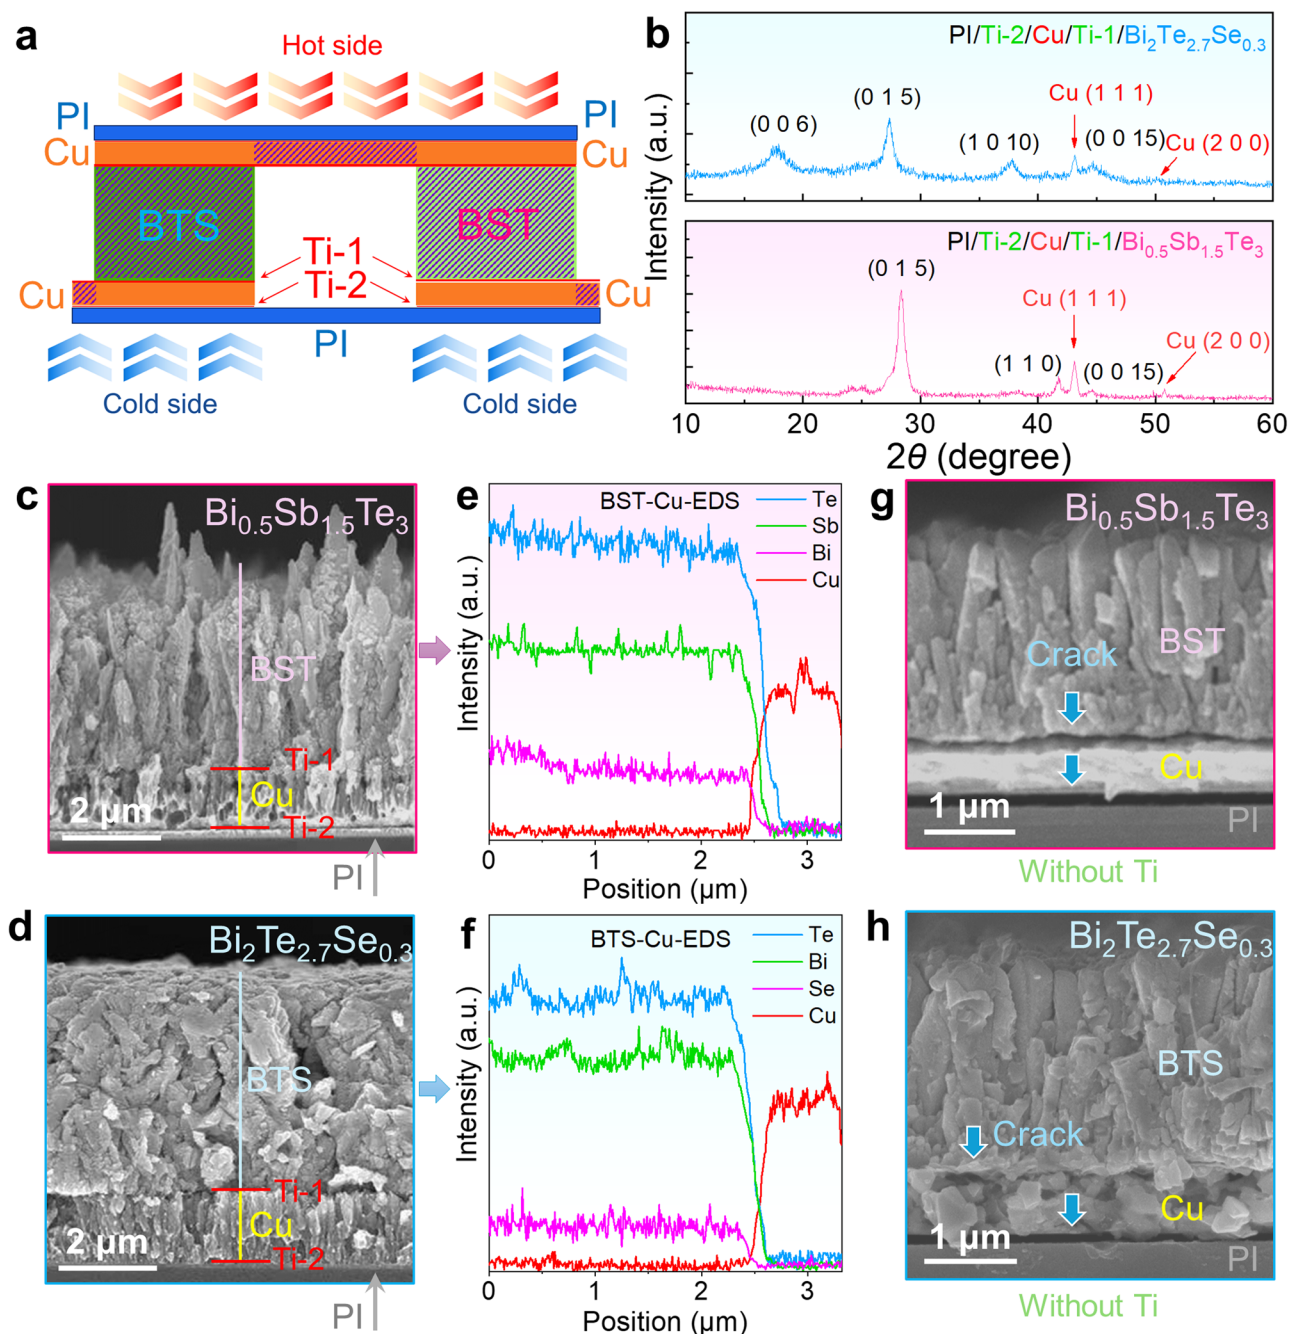 a
Hot side
PI PI
Cu Cu
BTS BST
Ti-1
Ti-2
Cu Cu
PI
Cold side Cold side
b
PI/Ti-2/Cu/Ti-1/Bi₂Te₂.₇Se₀.₃
Cu (1 1 1)
(0 1 5)
(0 0 6) (1 0 10) (0 0 15) Cu (2 0 0)
PI/Ti-2/Cu/Ti-1/Bi₀.₅Sb₁.₅Te₃
(0 1 5)
Cu (1 1 1)
Cu (2 0 0)
(1 1 0) (0 0 15)
Intensity (a.u.)
10 20 30 40 50 60
2θ (degree)
c
Bi₀.₅Sb₁.₅Te₃
BST
Ti-1
Cu
2 μm
Ti-2
PI
e
BST-Cu-EDS
Te
Sb
Bi
Cu
Intensity (a.u.)
0 1 2 3
Position (μm)
g
Bi₀.₅Sb₁.₅Te₃
Crack BST
Cu
1 μm
PI
Without Ti
d
Bi₂Te₂.₇Se₀.₃
BTS
Ti-1
Cu
2 μm
Ti-2
PI
f
BTS-Cu-EDS
Te
Bi
Se
Cu
Intensity (a.u.)
0 1 2 3
Position (μm)
h
Bi₂Te₂.₇Se₀.₃
BTS
Crack
Cu
1 μm
PI
Without Ti